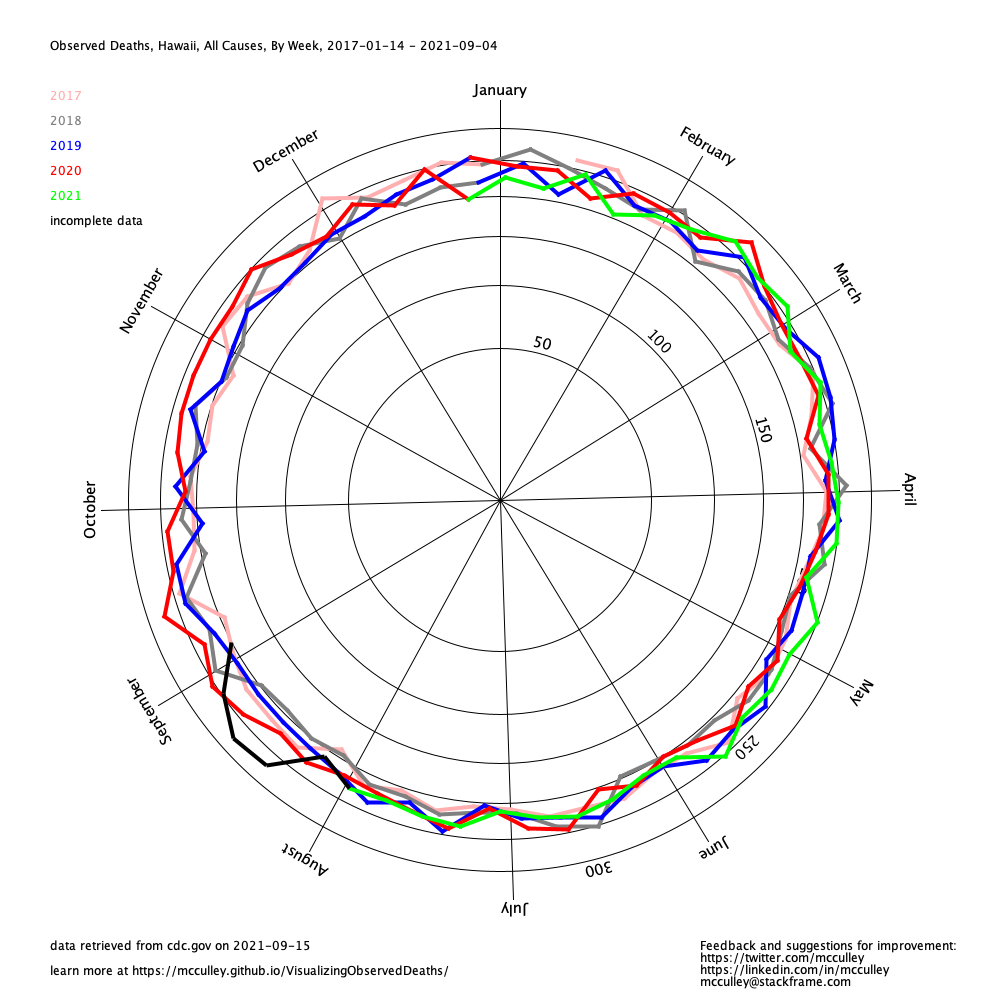 Observed Deaths, Hawaii, All Causes, By Week, 2017-01-14 - 2021-09-04
2017
2018
2019
2020
2021
incomplete data
January
February
March
April
May
June
July
August
September
October
November
December
50
100
150
250
300
data retrieved from cdc.gov on 2021-09-15
learn more at https://mcculley.github.io/VisualizingObservedDeaths/
Feedback and suggestions for improvement:
https://twitter.com/mcculley
https://linkedin.com/in/mcculley
mcculley@stackframe.com